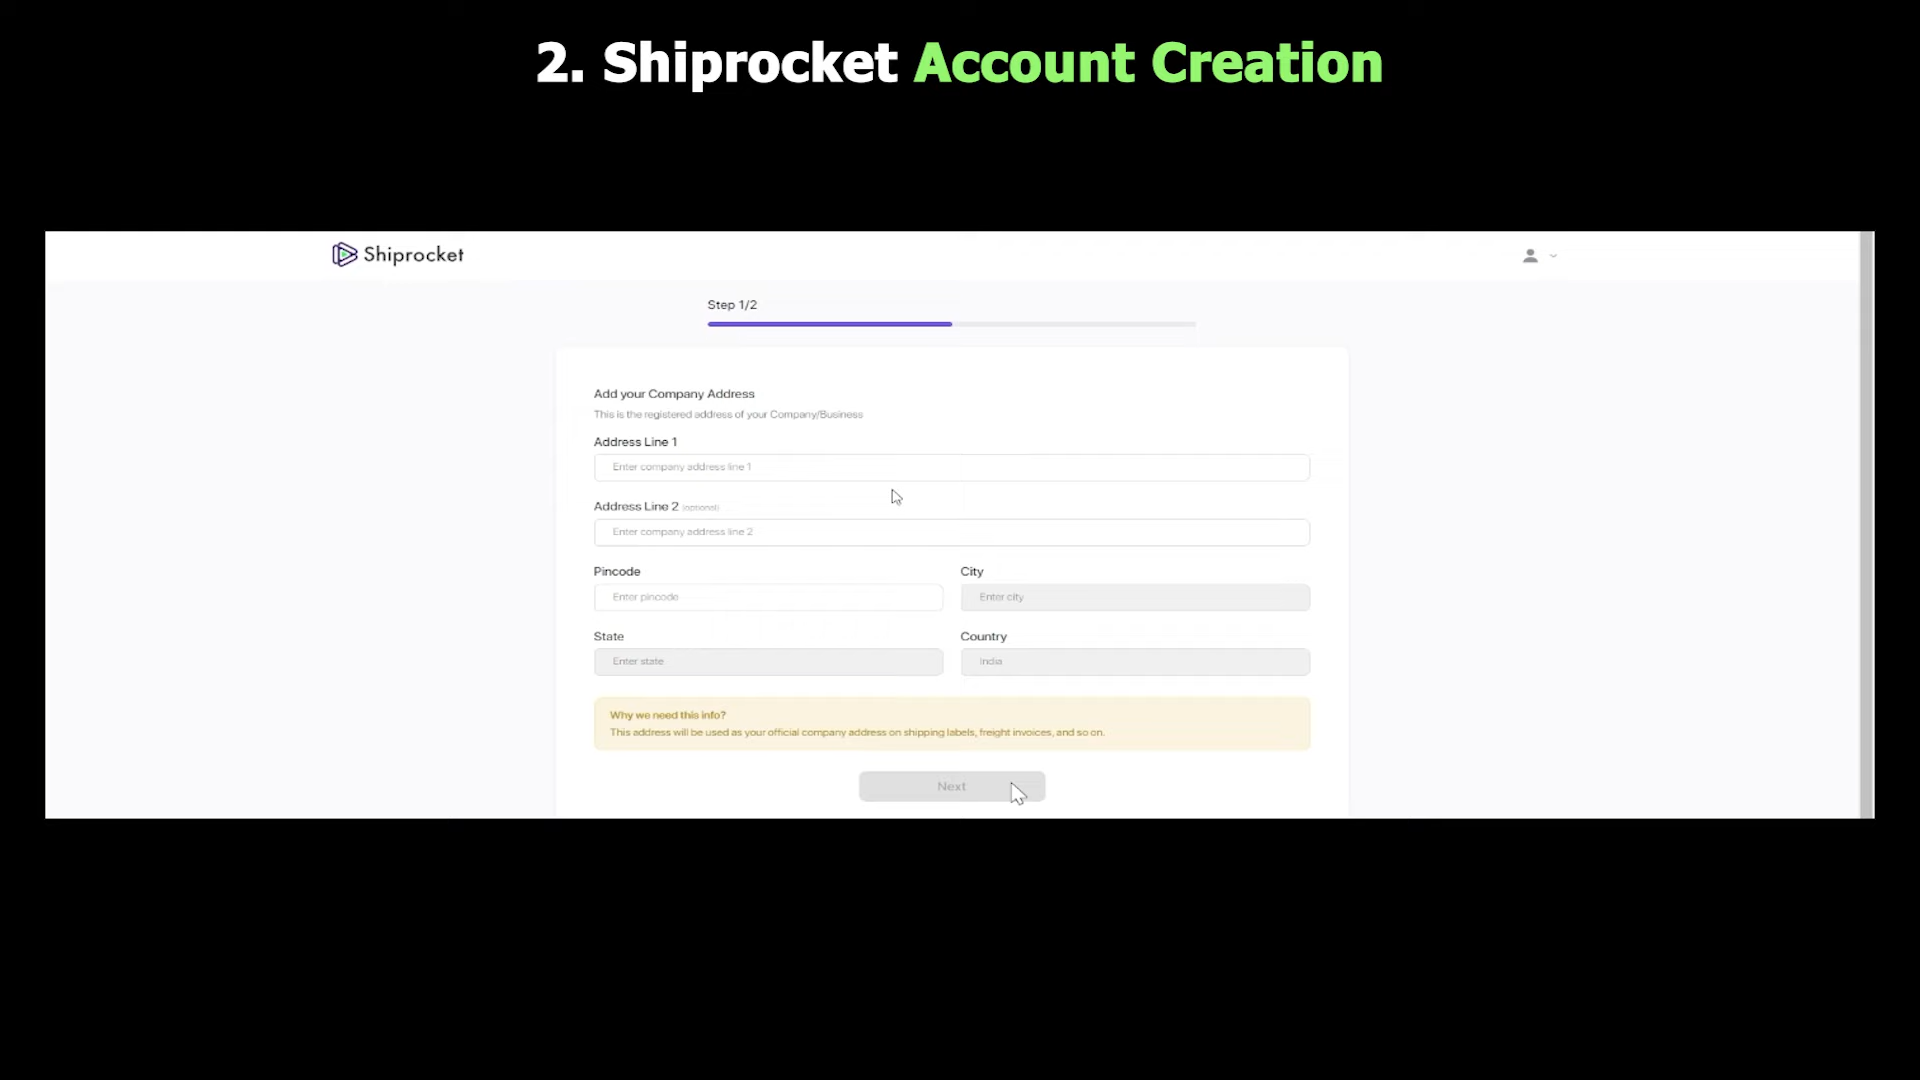 2. Shiprocket Account Creation
Shiprocket
Step 1/2
Add your Company Address
This is the registered address of your Company/Business
Address Line 1
Enter company address line 1
Address Line 2 (optional)
Enter company address line 2
Pincode City
Enter pincode Enter city
State Country
Enter state India
Why we need this info?
This address will be used as your official company address on shipping labels, freight invoices, and so on.
Next